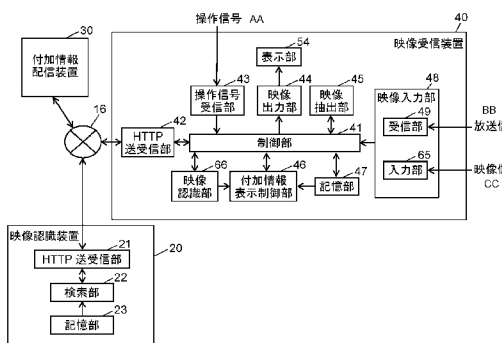 操作信号 AA
40
映像受信装置
30
付加情報
配信装置
54
表示部
43
操作信号
受信部
44
映像
出力部
45
映像
抽出部
48
映像入力部
49
受信部
BB
放送信
16
42
HTTP
送受信部
41
制御部
65
入力部
映像信
CC
66
映像
認識部
46
付加情報
表示制御部
47
記憶部
映像認識装置
20
21
HTTP 送受信部
22
検索部
23
記憶部